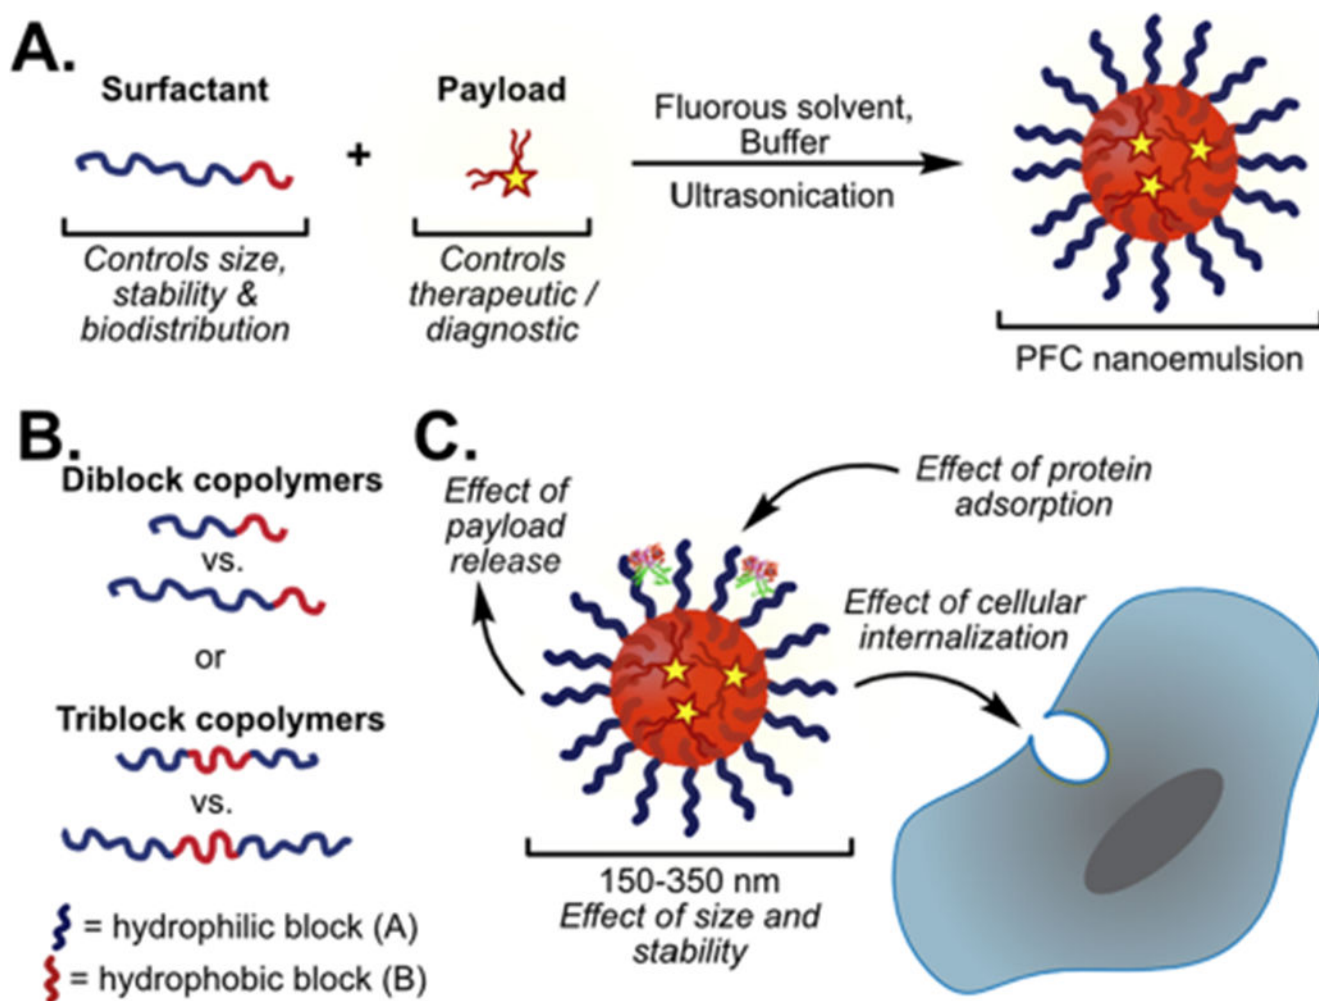 A.
Surfactant
+
Payload
Fluorous solvent,
Buffer
Ultrasonication
Controls size,
stability &
biodistribution
Controls
therapeutic /
diagnostic
PFC nanoemulsion
B.
Diblock copolymers
vs.
or
Triblock copolymers
vs.
= hydrophilic block (A)
= hydrophobic block (B)
C.
Effect of
payload
release
Effect of protein
adsorption
Effect of cellular
internalization
150-350 nm
Effect of size and
stability